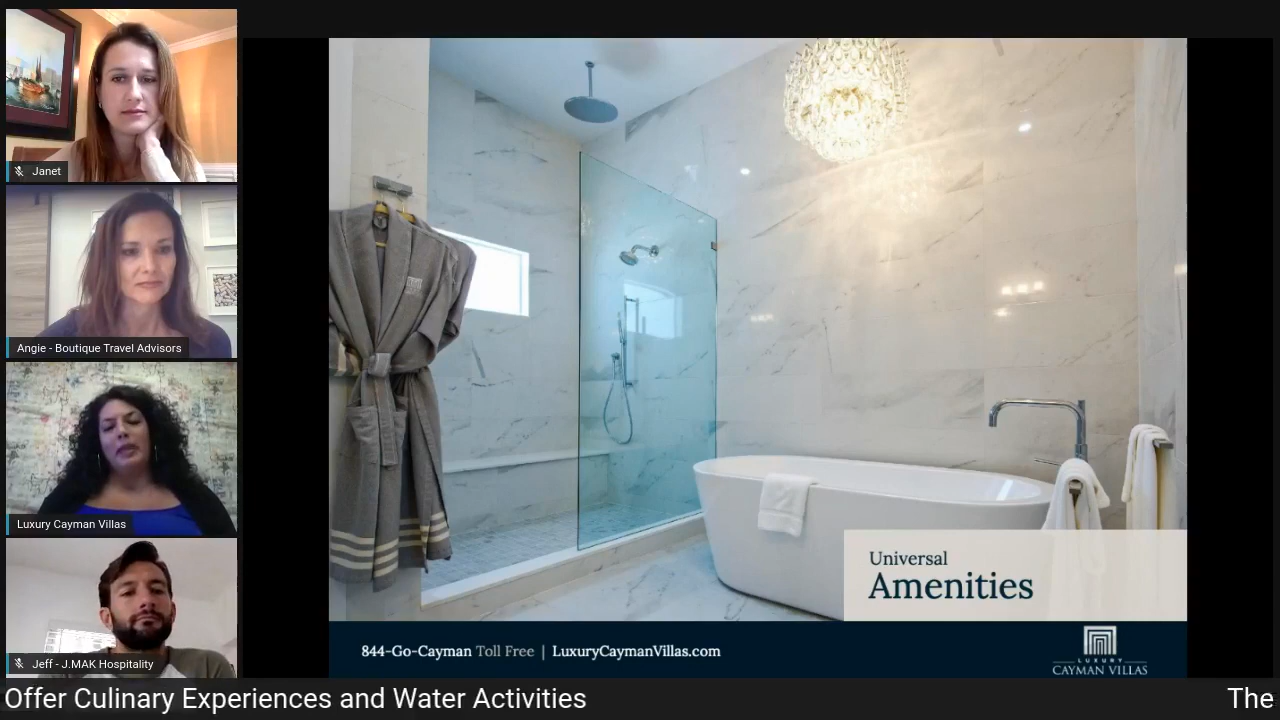 Janet
Angie - Boutique Travel Advisors
Luxury Cayman Villas
Jeff - J.MAK Hospitality
Universal
Amenities
844-Go-Cayman Toll Free | LuxuryCaymanVillas.com
LUXURY
CAYMAN VILLAS
Offer Culinary Experiences and Water Activities
The